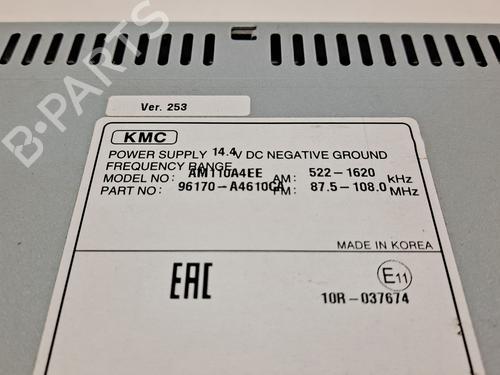 B-PARTS
Ver. 253
KMC
POWER SUPPLY 14.4 V DC NEGATIVE GROUND
FREQUENCY RANGE
MODEL NO: AM110A4EE AM: 522-1620 kHz
PART NO: 96170-A4610CA FM: 87.5-108.0 MHz
MADE IN KOREA
EAC E11
10R-037674